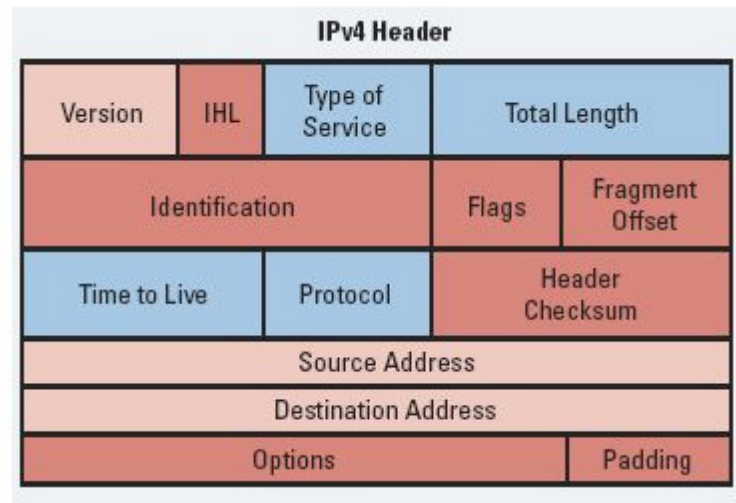 IPv4 Header
Version IHL Type of Service Total Length
Identification Flags Fragment Offset
Time to Live Protocol Header Checksum
Source Address
Destination Address
Options Padding